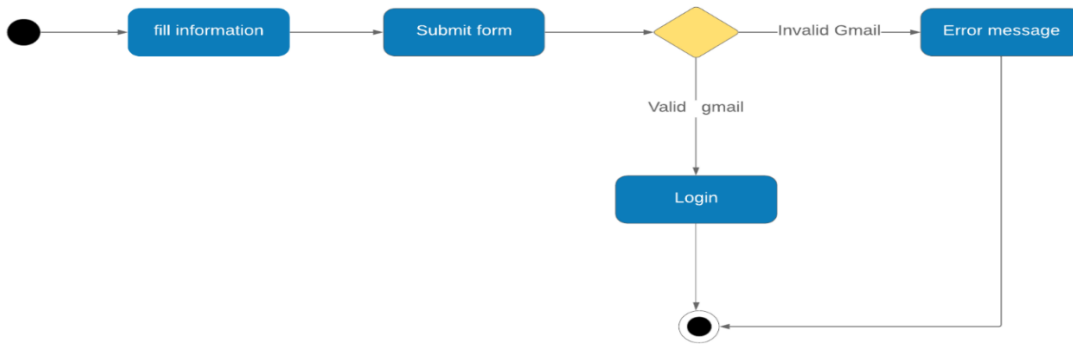 fill information
Submit form
Invalid Gmail
Error message
Valid gmail
Login